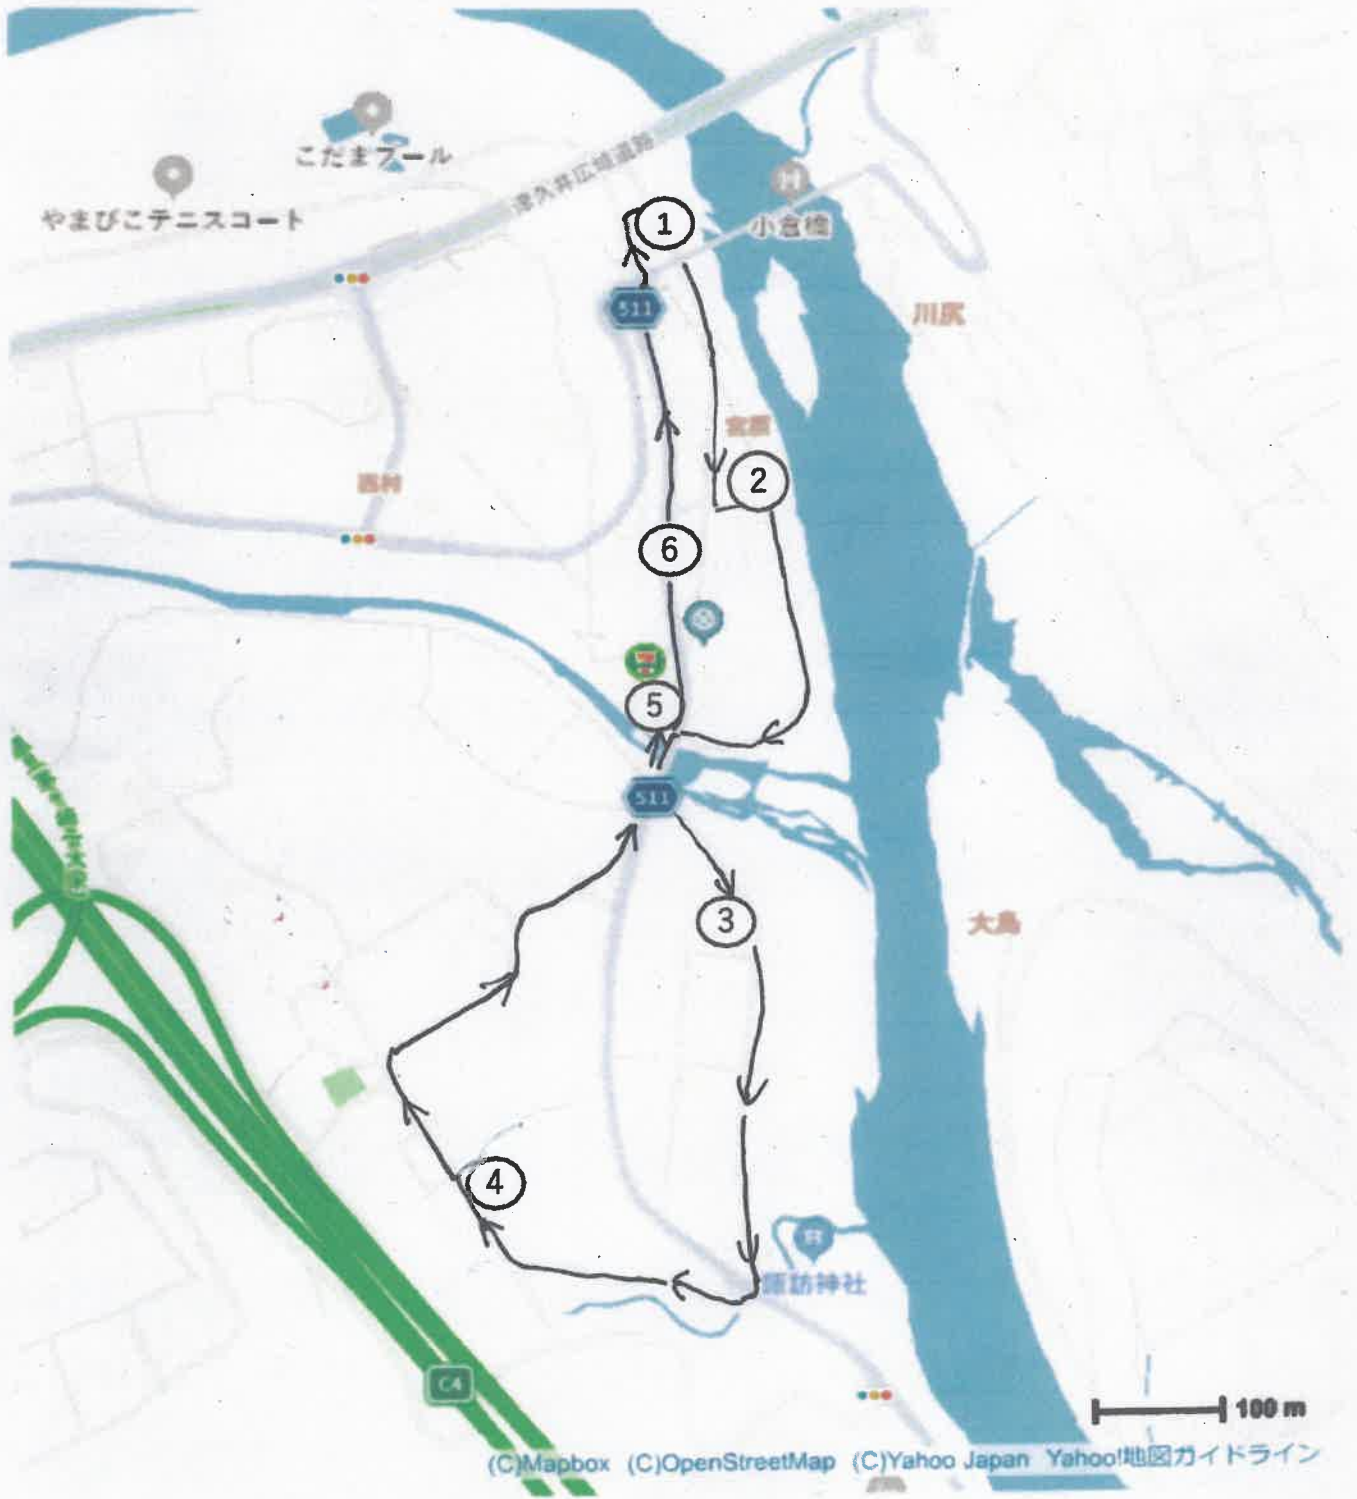 こだまプール
やまびこテニスコート
津久井広域道路
1
小倉橋
511
川尻
宮原
2
西村
6
5
511
3
大島
4
諏訪神社
C4
100 m
(C)Mapbox (C)OpenStreetMap (C)Yahoo Japan Yahoo!地図ガイドライン